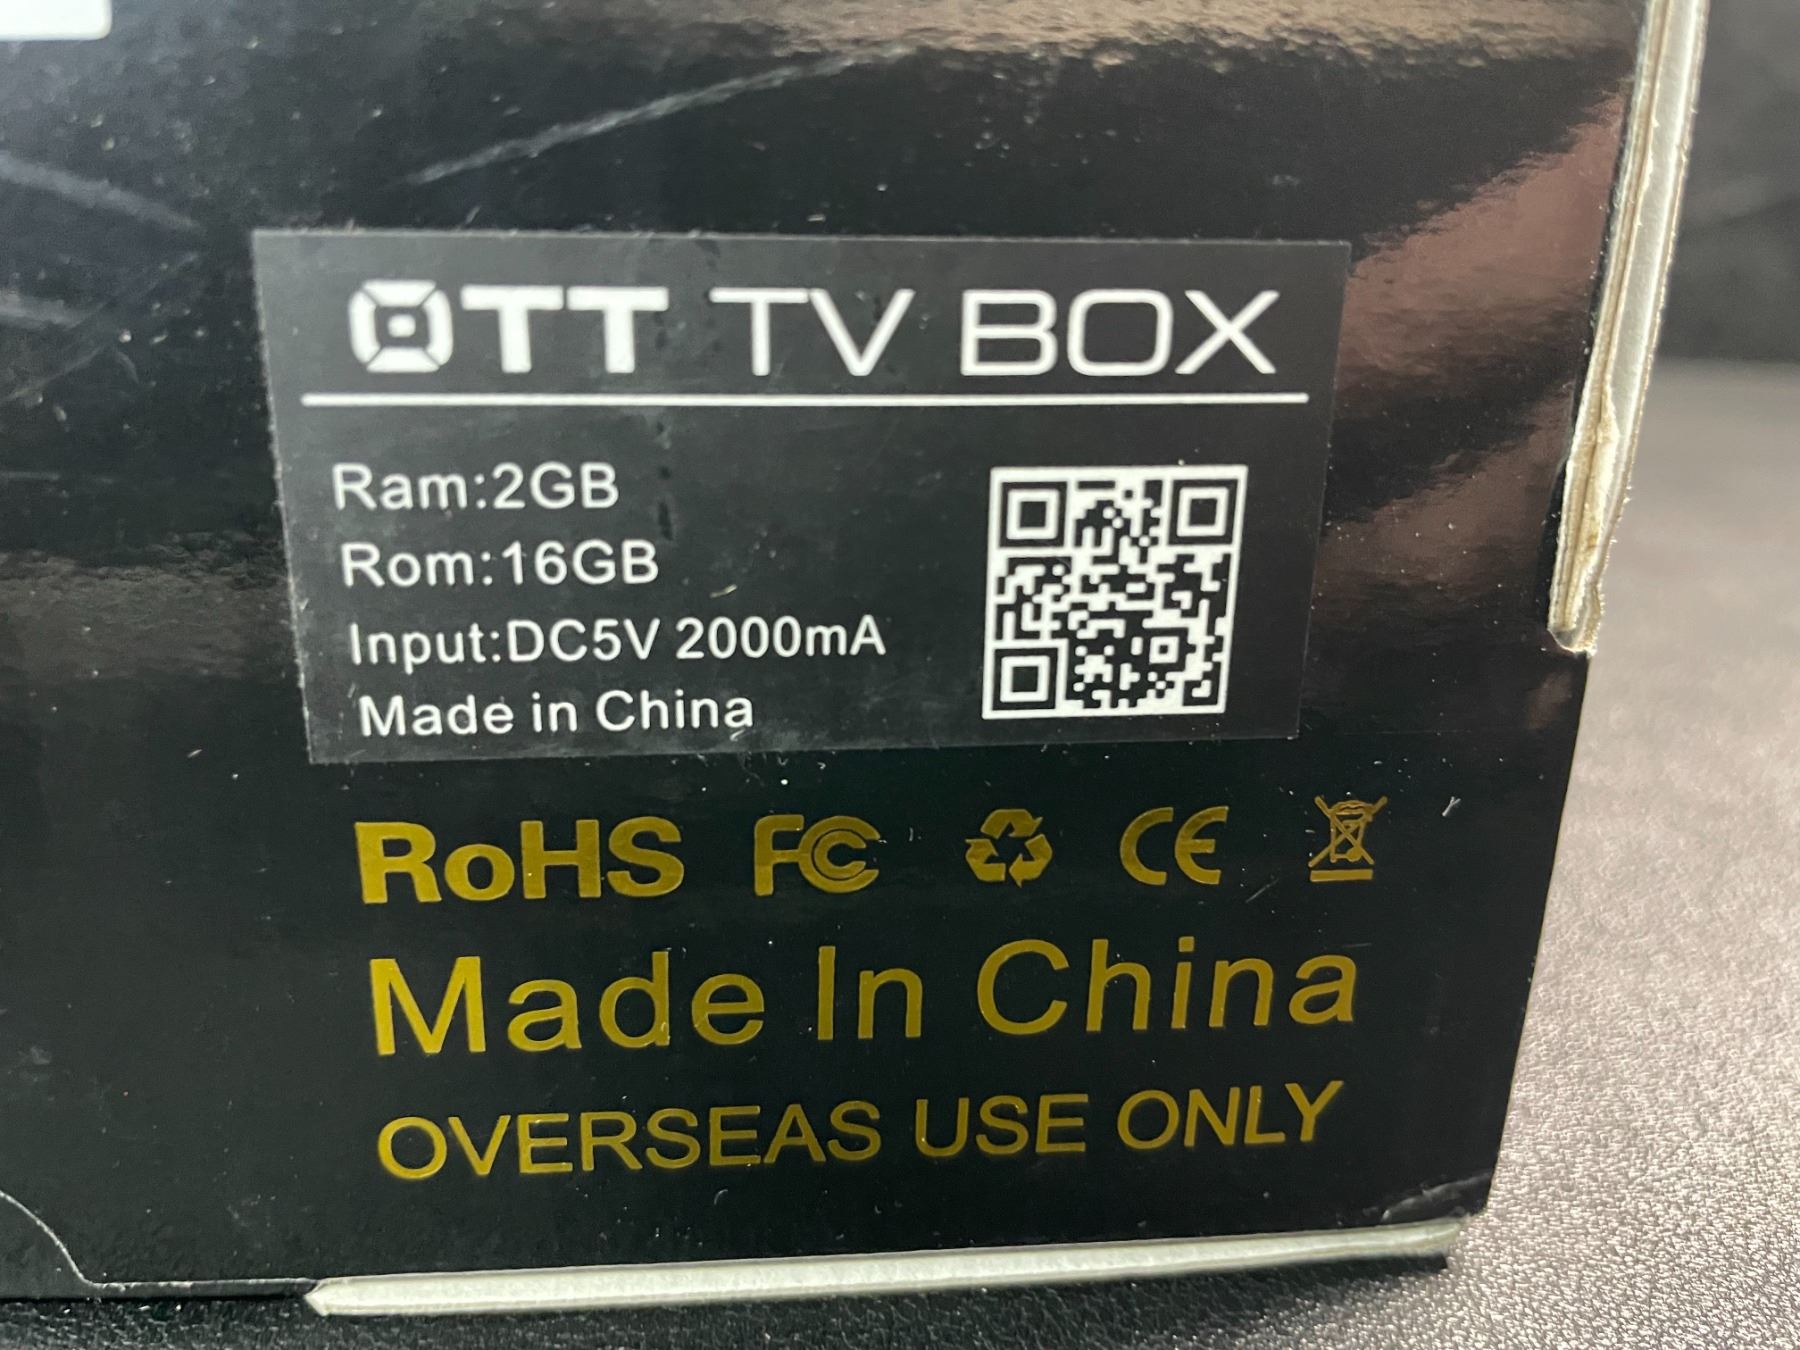 OTT TV BOX
Ram:2GB
Rom:16GB
Input:DC5V 2000mA
Made in China
RoHS FC CE
Made In China
OVERSEAS USE ONLY